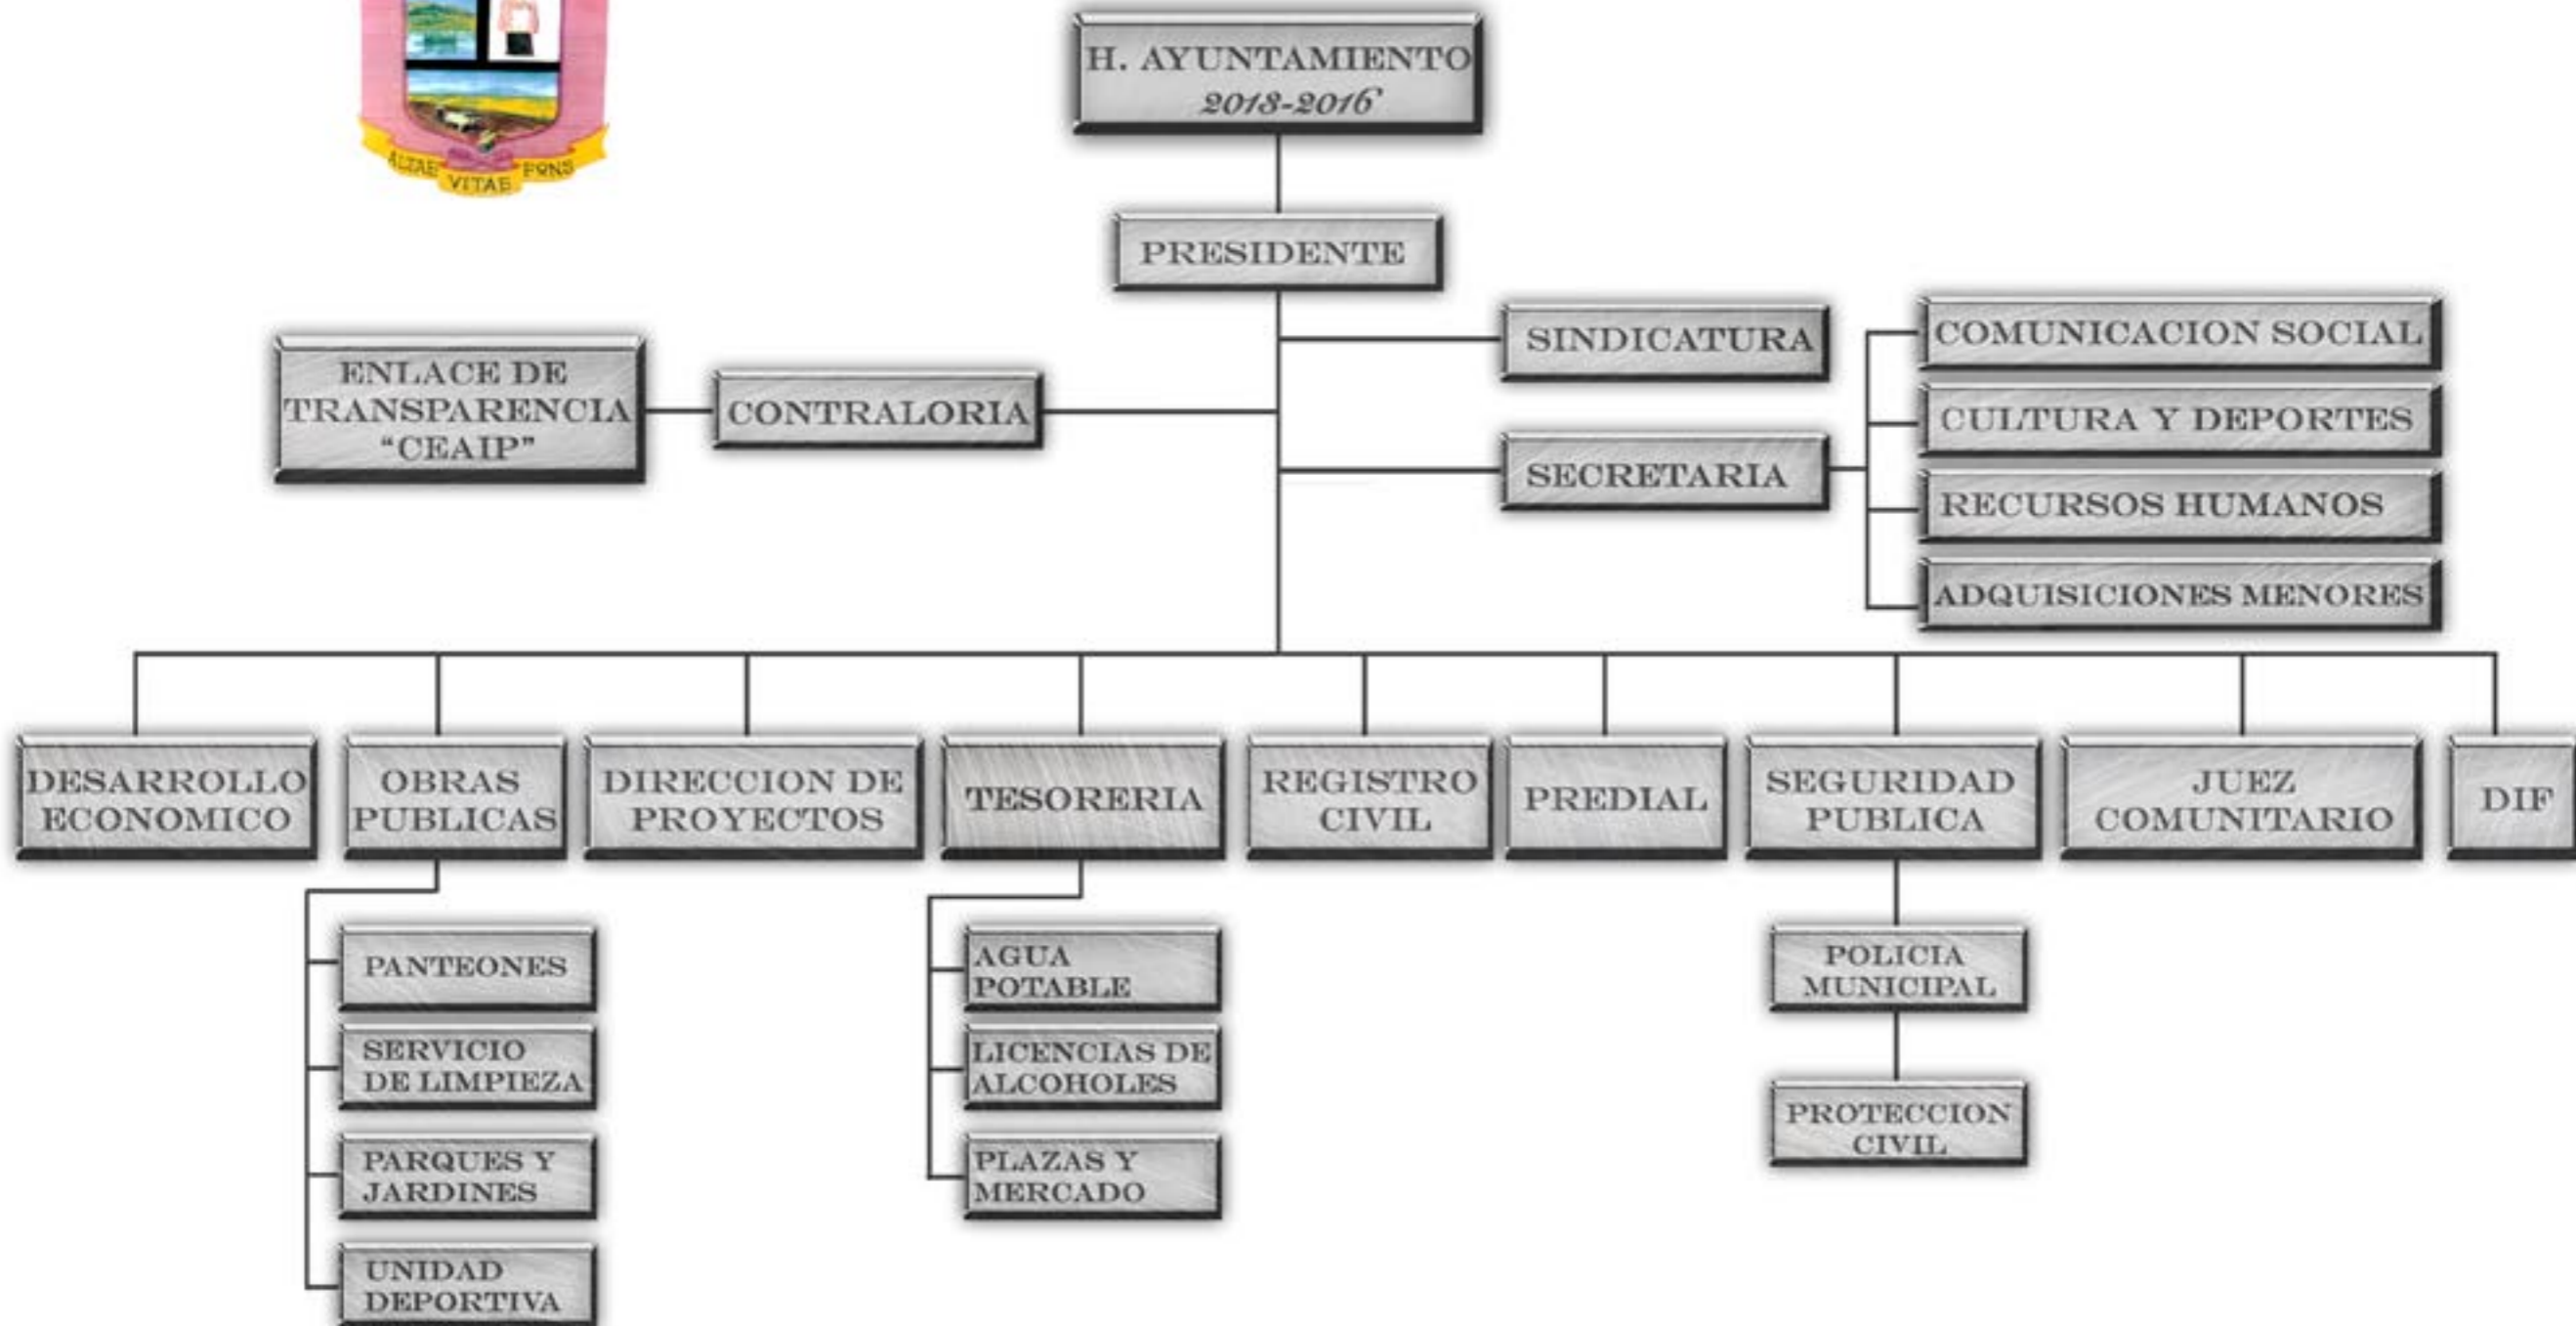 ALTAE VITAE FONS
H. AYUNTAMIENTO
2013-2016
PRESIDENTE
SINDICATURA
COMUNICACION SOCIAL
ENLACE DE
TRANSPARENCIA
“CEAIP”
CONTRALORIA
CULTURA Y DEPORTES
SECRETARIA
RECURSOS HUMANOS
ADQUISICIONES MENORES
DESARROLLO
ECONOMICO
OBRAS
PUBLICAS
DIRECCION DE
PROYECTOS
TESORERIA
REGISTRO
CIVIL
PREDIAL
SEGURIDAD
PUBLICA
JUEZ
COMUNITARIO
DIF
PANTEONES
SERVICIO
DE LIMPIEZA
PARQUES Y
JARDINES
UNIDAD
DEPORTIVA
AGUA
POTABLE
LICENCIAS DE
ALCOHOLES
PLAZAS Y
MERCADO
POLICIA
MUNICIPAL
PROTECCION
CIVIL